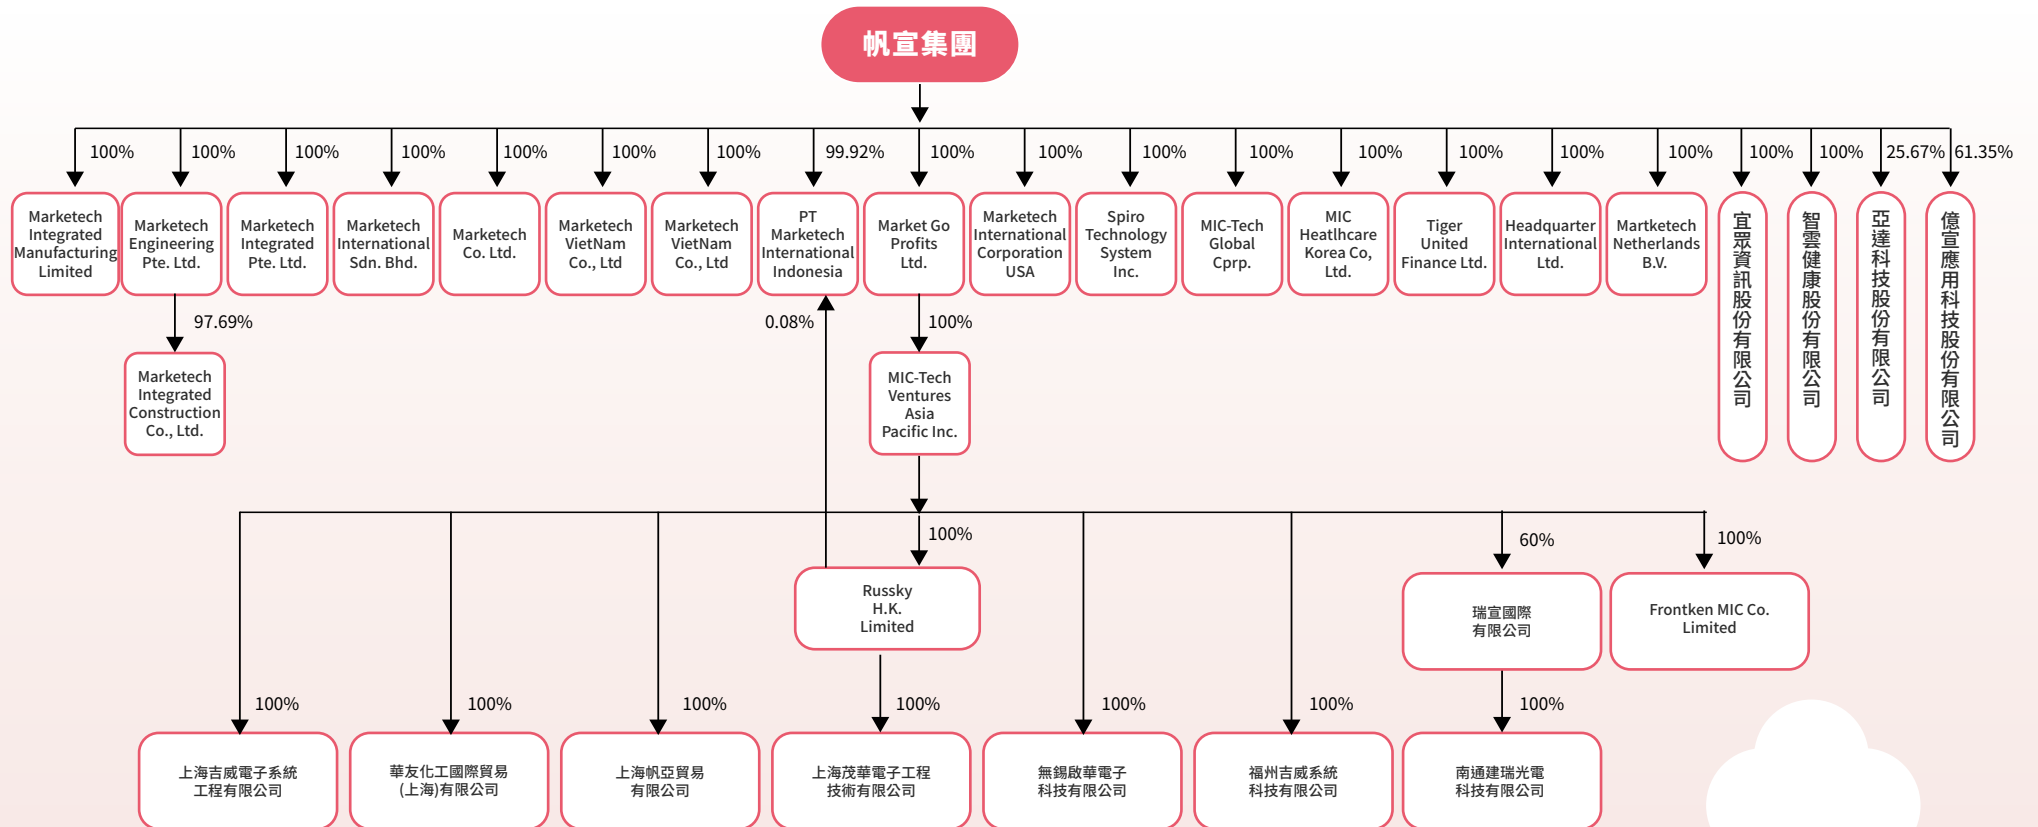 帆宣集團
100%
100%
100%
100%
100%
100%
100%
99.92%
100%
100%
100%
100%
100%
100%
100%
100%
100%
100%
25.67%
61.35%
Marketech
Integrated
Manufacturing
Limited
Marketech
Engineering
Pte. Ltd.
Marketech
Integrated
Pte. Ltd.
Marketech
International
Sdn. Bhd.
Marketech
Co. Ltd.
Marketech
VietNam
Co., Ltd
Marketech
VietNam
Co., Ltd
PT
Marketech
International
Indonesia
Market Go
Profits
Ltd.
Marketech
International
Corporation
USA
Spiro
Technology
System
Inc.
MIC-Tech
Global
Cprp.
MIC
Heatlhcare
Korea Co,
Ltd.
Tiger
United
Finance Ltd.
Headquarter
International
Ltd.
Martketech
Netherlands
B.V.
宜眾資訊股份有限公司
智雲健康股份有限公司
亞達科技股份有限公司
億宣應用科技股份有限公司
97.69%
0.08%
100%
Marketech
Integrated
Construction
Co., Ltd.
MIC-Tech
Ventures
Asia
Pacific Inc.
100%
60%
100%
Russky
H.K.
Limited
瑞宣國際
有限公司
Frontken MIC Co.
Limited
100%
100%
100%
100%
100%
100%
100%
上海吉威電子系統
工程有限公司
華友化工國際貿易
(上海)有限公司
上海帆亞貿易
有限公司
上海茂華電子工程
技術有限公司
無錫啟華電子
科技有限公司
福州吉威系統
科技有限公司
南通建瑞光電
科技有限公司